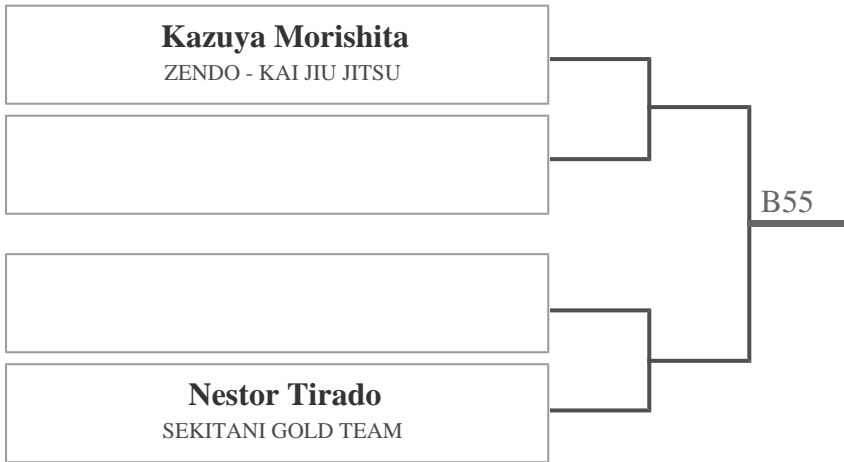 Kazuya Morishita
ZENDO - KAI JIU JITSU
B55
Nestor Tirado
SEKITANI GOLD TEAM